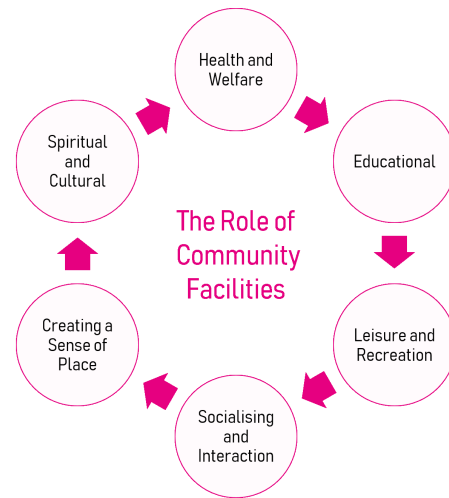 The Role of
Community
Facilities
Health and
Welfare
Educational
Leisure and
Recreation
Socialising
and
Interaction
Creating a
Sense of
Place
Spiritual
and
Cultural